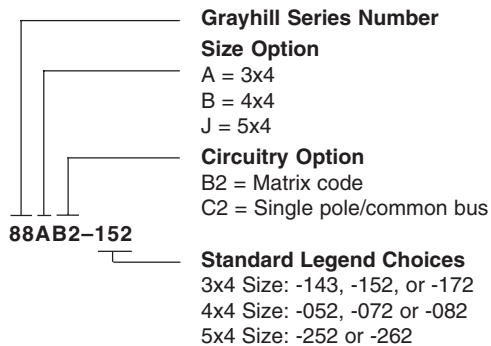 Grayhill Series Number
Size Option
A = 3x4
B = 4x4
J = 5x4
Circuitry Option
B2 = Matrix code
C2 = Single pole/common bus
88AB2–152
Standard Legend Choices
3x4 Size: -143, -152, or -172
4x4 Size: -052, -072 or -082
5x4 Size: -252 or -262